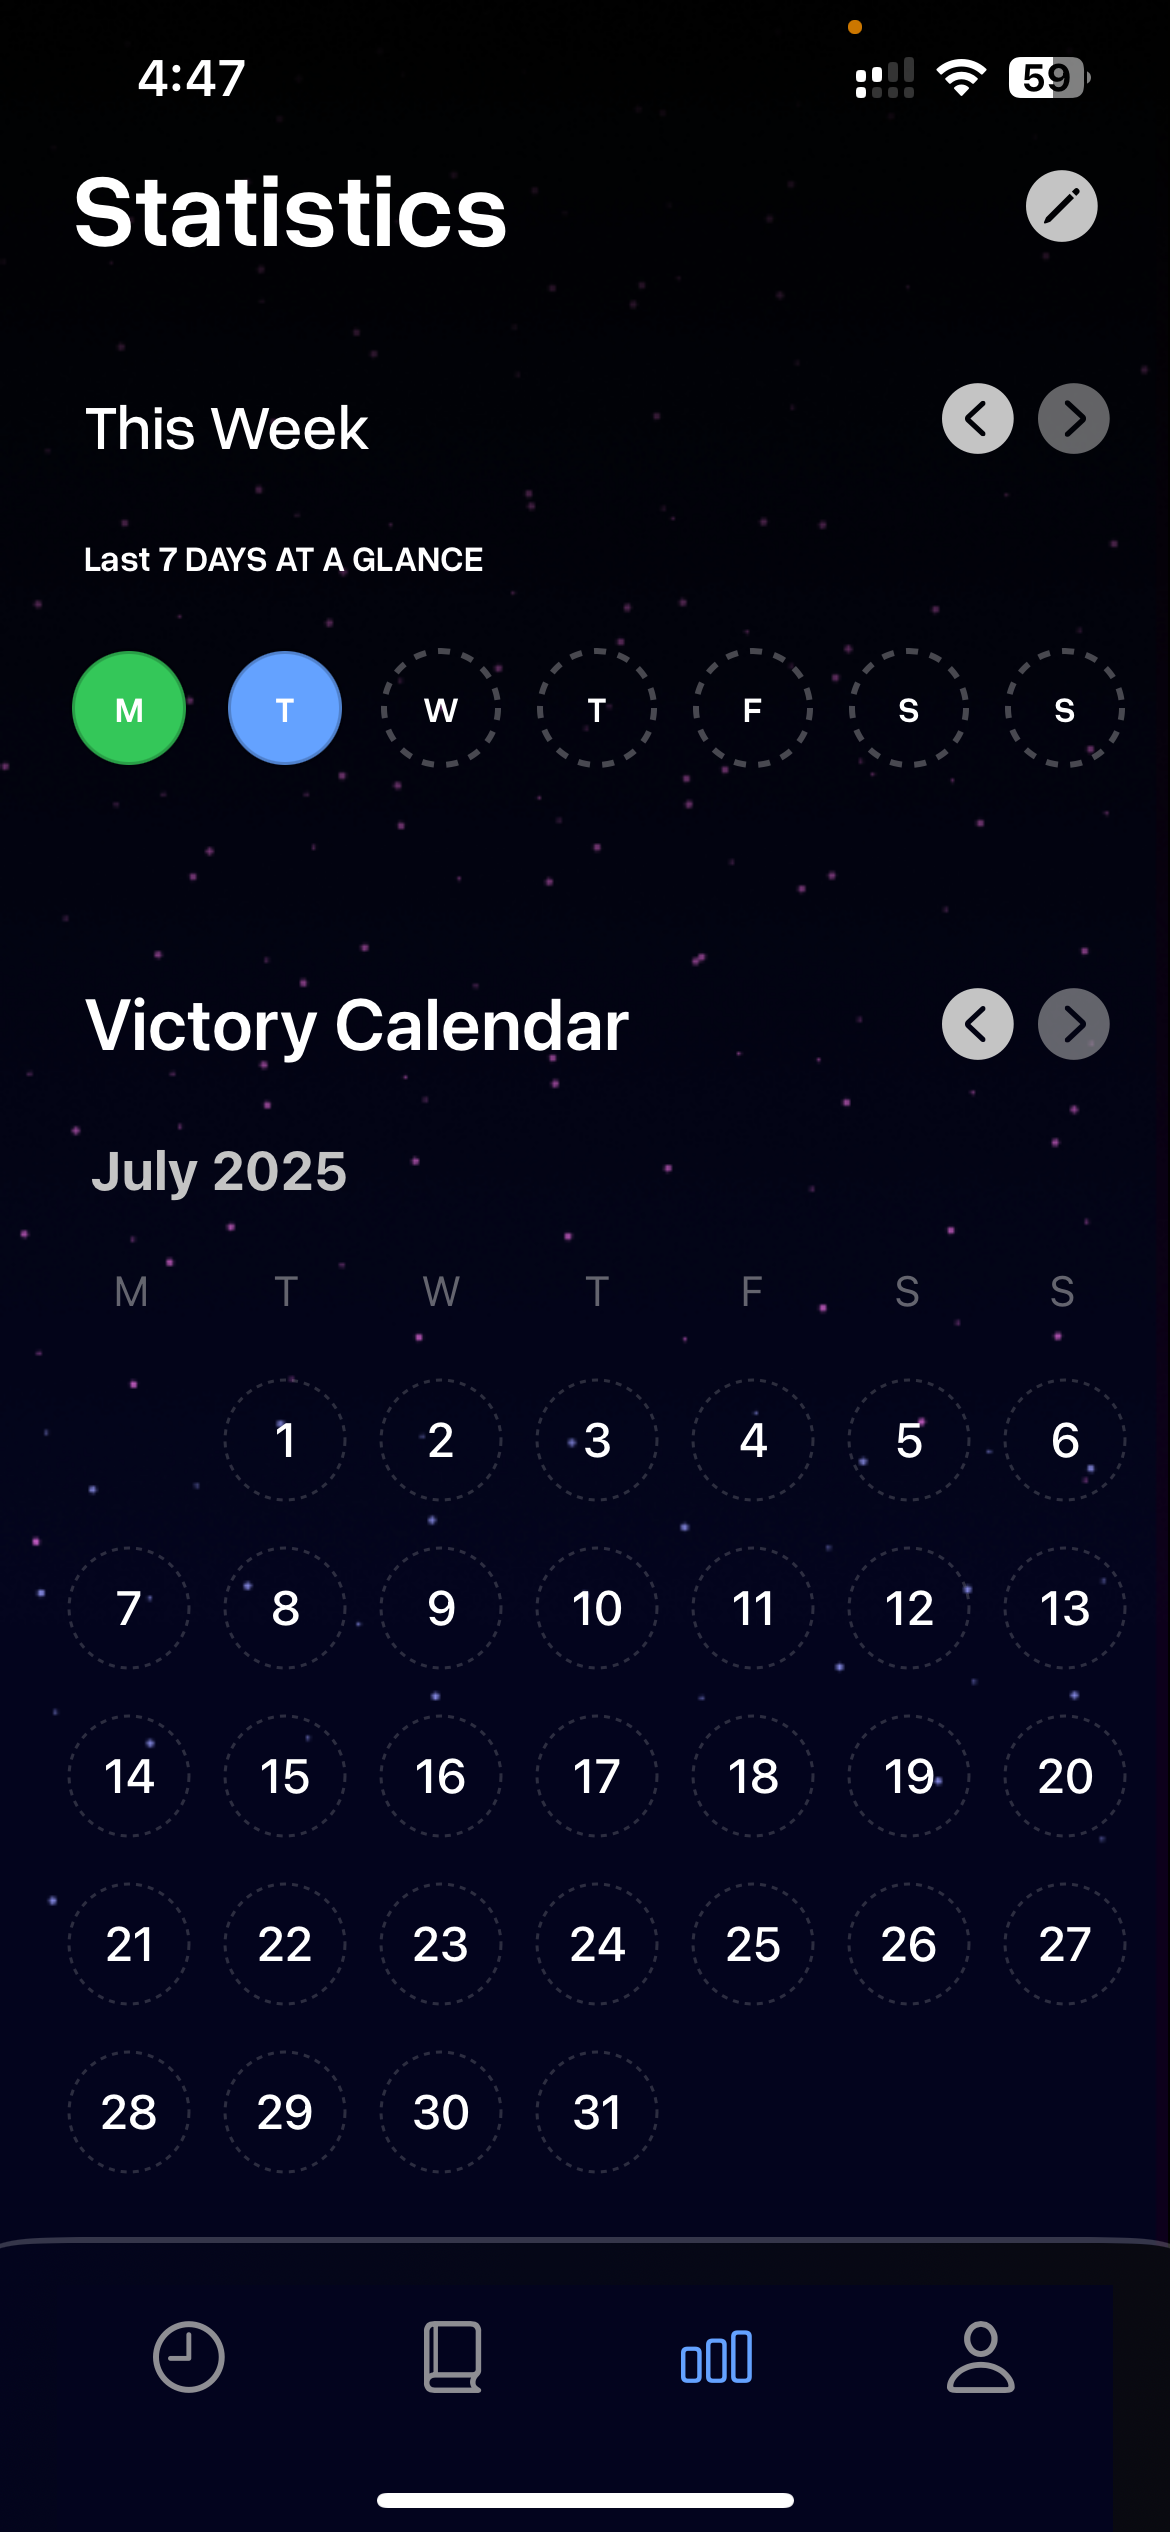 4:47
59
Statistics
This Week
Last 7 DAYS AT A GLANCE
M T W T F S S
Victory Calendar
July 2025
M T W T F S S
1 2 3 4 5 6
7 8 9 10 11 12 13
14 15 16 17 18 19 20
21 22 23 24 25 26 27
28 29 30 31